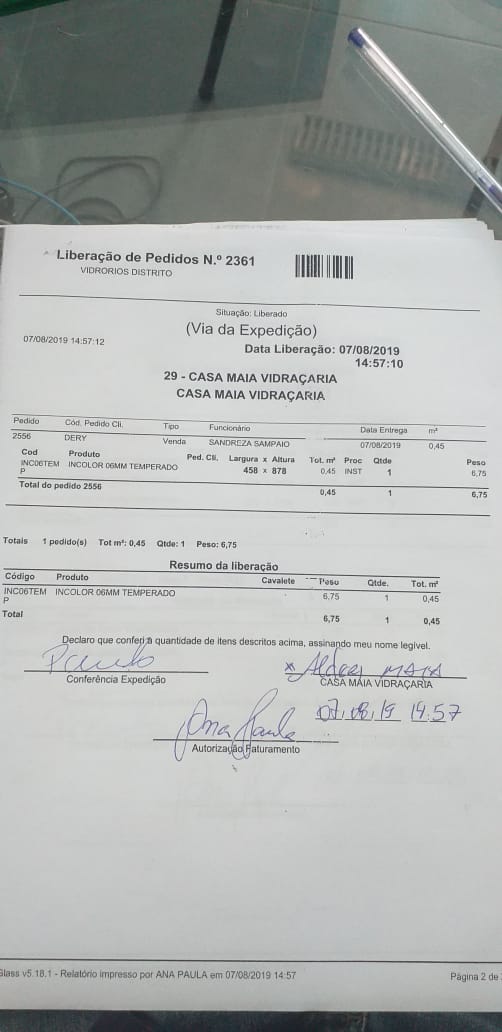 Liberação de Pedidos N.º 2361
VIDRORIOS DISTRITO
Situação: Liberado
(Via da Expedição)
07/08/2019 14:57:12
Data Liberação: 07/08/2019
14:57:10
29 - CASA MAIA VIDRAÇARIA
CASA MAIA VIDRAÇARIA
Pedido Cód. Pedido Cli. Tipo Funcionário Data Entrega m²
2556 DERY Venda SANDREZA SAMPAIO 07/08/2019 0,45
Cod Produto Ped. Cli. Largura x Altura Tot. m² Proc Qtde Peso
INC06TEM INCOLOR 06MM TEMPERADO 458 x 878 0,45 INST 1 6,75
P
Total do pedido 2556 0,45 1 6,75
Totais 1 pedido(s) Tot m²: 0,45 Qtde: 1 Peso: 6,75
Resumo da liberação
Código Produto Cavalete Peso Qtde. Tot. m²
INC06TEM INCOLOR 06MM TEMPERADO 6,75 1 0,45
P
Total 6,75 1 0,45
Declaro que conferi a quantidade de itens descritos acima, assinando meu nome legível.
Paulo MAIA
Conferência Expedição CASA MAIA VIDRAÇARIA
Ana Paula 07,08,19 14:57
Autorização Faturamento
Glass v5.18.1 - Relatório impresso por ANA PAULA em 07/08/2019 14:57 Página 2 de